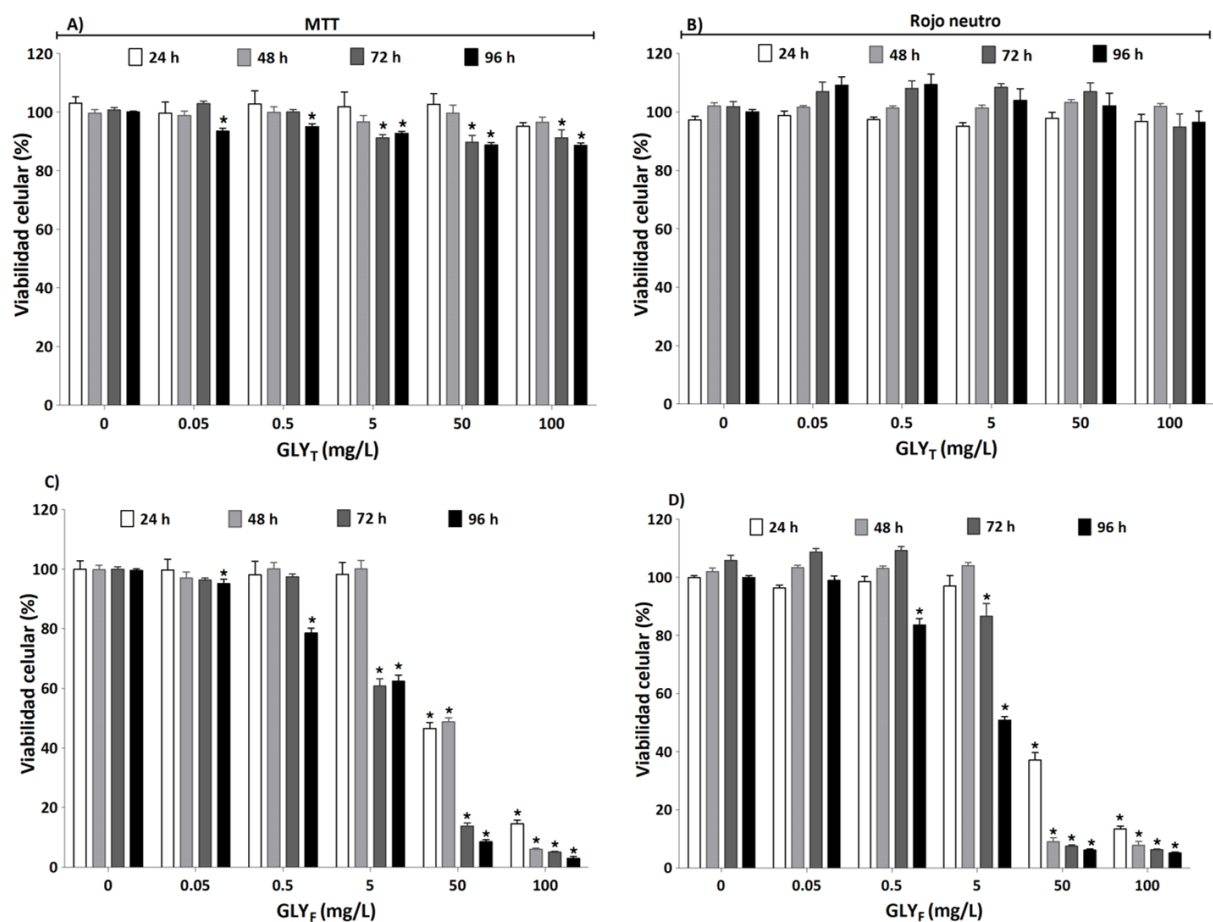 A) MTT
24 h 48 h 72 h 96 h
Viabilidad celular (%)
120
100
80
60
40
20
0
* * * * * * * *
0 0.05 0.5 5 50 100
GLY_T (mg/L)
B) Rojo neutro
24 h 48 h 72 h 96 h
Viabilidad celular (%)
120
100
80
60
40
20
0
0 0.05 0.5 5 50 100
GLY_T (mg/L)
C)
24 h 48 h 72 h 96 h
Viabilidad celular (%)
120
100
80
60
40
20
0
* * * * * * * * * * * *
0 0.05 0.5 5 50 100
GLY_F (mg/L)
D)
24 h 48 h 72 h 96 h
Viabilidad celular (%)
120
100
80
60
40
20
0
* * * * * * * * * * *
0 0.05 0.5 5 50 100
GLY_F (mg/L)